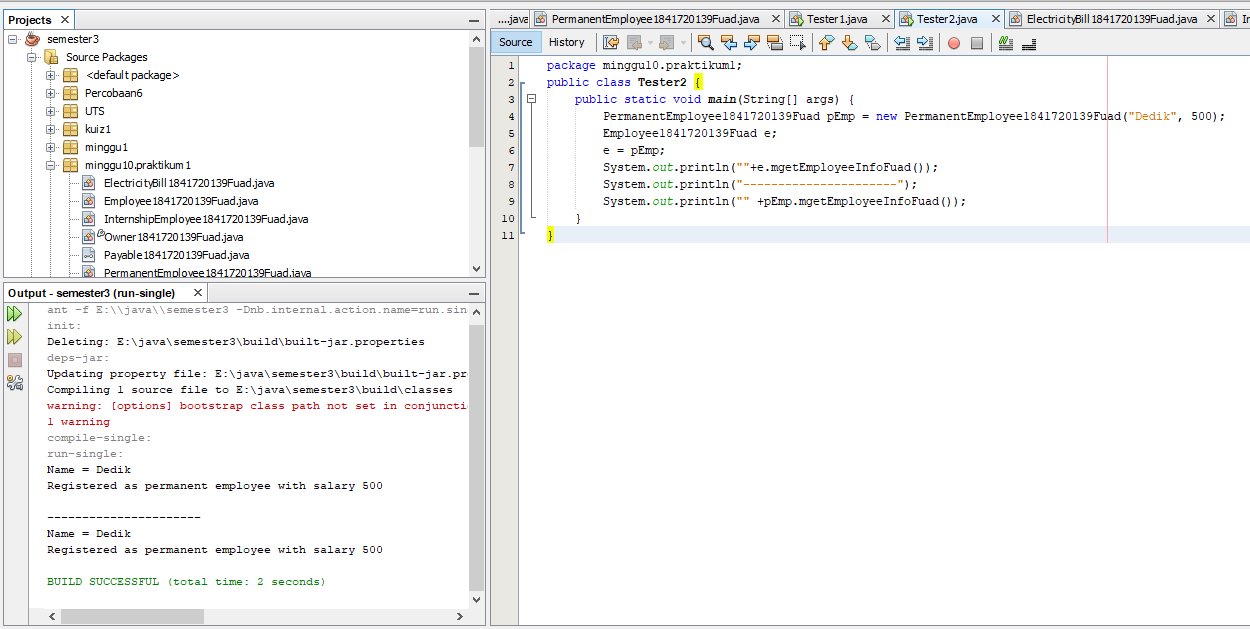 Projects
semester3
Source Packages
<default package>
Percobaan6
UTS
kuiz1
minggu1
minggu10.praktikum1
ElectricityBill1841720139Fuad.java
Employee1841720139Fuad.java
InternshipEmployee1841720139Fuad.java
Owner1841720139Fuad.java
Payable1841720139Fuad.java
PermanentEmployee1841720139Fuad.java
Output - semester3 (run-single)
ant -f E:\\java\\semester3 -Dnb.internal.action.name=run.sin
init:
Deleting: E:\java\semester3\build\built-jar.properties
deps-jar:
Updating property file: E:\java\semester3\build\built-jar.pr
Compiling 1 source file to E:\java\semester3\build\classes
warning: [options] bootstrap class path not set in conjuncti
1 warning
compile-single:
run-single:
Name = Dedik
Registered as permanent employee with salary 500
----------------------
Name = Dedik
Registered as permanent employee with salary 500
BUILD SUCCESSFUL (total time: 2 seconds)
....java PermanentEmployee1841720139Fuad.java Tester1.java Tester2.java ElectricityBill1841720139Fuad.java In
Source History
1 package minggu10.praktikum1;
2 public class Tester2 {
3 public static void main(String[] args) {
4 PermanentEmployee1841720139Fuad pEmp = new PermanentEmployee1841720139Fuad("Dedik", 500);
5 Employee1841720139Fuad e;
6 e = pEmp;
7 System.out.println(""+e.mgetEmployeeInfoFuad());
8 System.out.println("----------------------");
9 System.out.println("" +pEmp.mgetEmployeeInfoFuad());
10 }
11 }